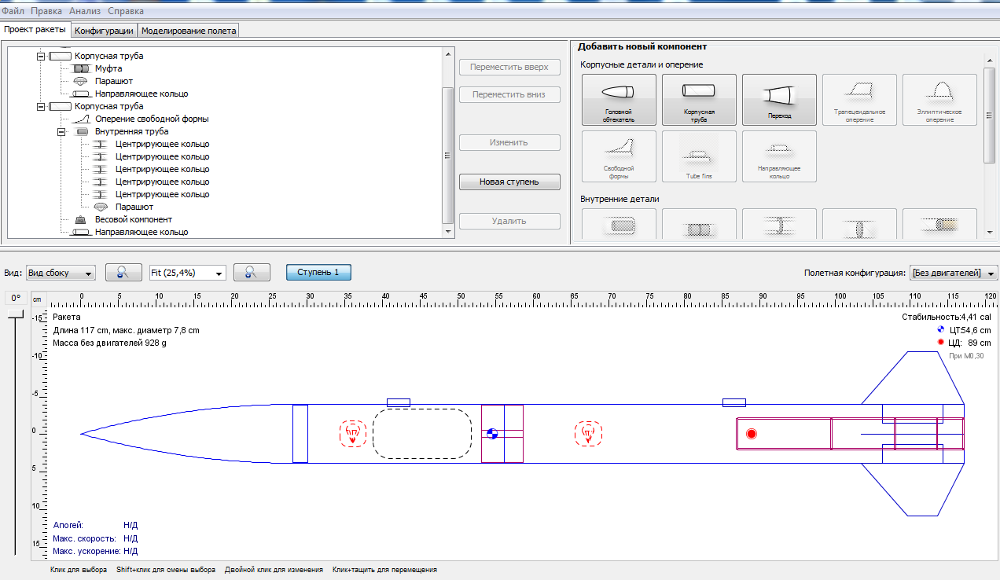 Файл Правка Анализ Справка
Проект ракеты Конфигурации Моделирование полета
Корпусная труба
Муфта
Парашют
Направляющее кольцо
Корпусная труба
Оперение свободной формы
Внутренняя труба
Центрирующее кольцо
Центрирующее кольцо
Центрирующее кольцо
Центрирующее кольцо
Центрирующее кольцо
Парашют
Весовой компонент
Направляющее кольцо
Переместить вверх
Переместить вниз
Изменить
Новая ступень
Удалить
Добавить новый компонент
Корпусные детали и оперение
Головной обтекатель
Корпусная труба
Переход
Трапецеидальное оперение
Эллиптическое оперение
Свободной формы
Tube fins
Направляющее кольцо
Внутренние детали
Вид: Вид сбоку Fit (25,4%) Ступень 1 Полетная конфигурация: [Без двигателей]
0° cm 0 5 10 15 20 25 30 35 40 45 50 55 60 65 70 75 80 85 90 95 100 105 110 115 120
-15
-10
-5
0
5
10
15
Ракета
Длина 117 cm, макс. диаметр 7,8 cm
Масса без двигателей 928 g
Стабильность:4,41 cal
ЦТ:54,6 cm
ЦД: 89 cm
При M0,30
Апогей: Н/Д
Макс. скорость: Н/Д
Макс. ускорение: Н/Д
Клик для выбора Shift+клик для смены выбора Двойной клик для изменения Клик+тащить для перемещения